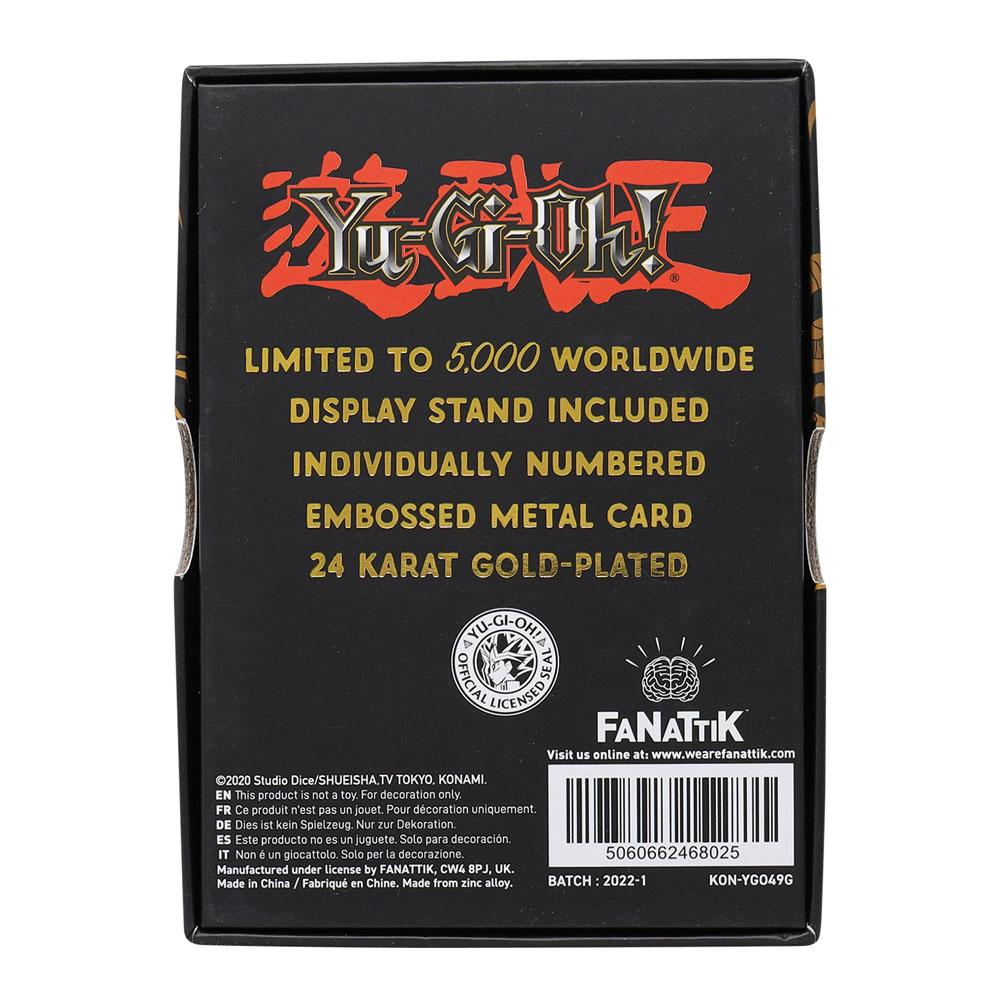 遊戯王
Yu-Gi-Oh!®
LIMITED TO 5,000 WORLDWIDE
DISPLAY STAND INCLUDED
INDIVIDUALLY NUMBERED
EMBOSSED METAL CARD
24 KARAT GOLD-PLATED
YU-GI-OH!
OFFICIAL LICENSED SEAL
FANATTIK
Visit us online at: www.wearefanattik.com
©2020 Studio Dice/SHUEISHA,TV TOKYO, KONAMI.
EN This product is not a toy. For decoration only.
FR Ce produit n'est pas un jouet. Pour décoration uniquement.
DE Dies ist kein Spielzeug. Nur zur Dekoration.
ES Este producto no es un juguete. Solo para decoración.
IT Non é un giocattolo. Solo per la decorazione.
Manufactured under license by FANATTIK, CW4 8PJ, UK.
Made in China / Fabriqué en Chine. Made from zinc alloy.
5060662468025
BATCH : 2022-1
KON-YGO49G